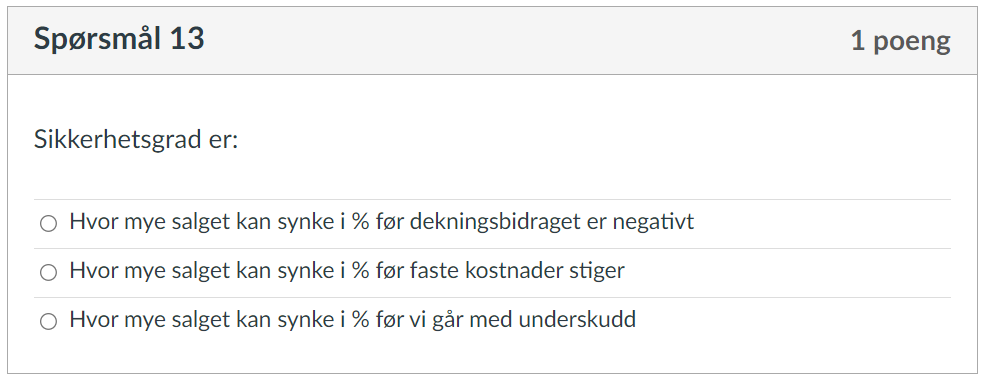 Spørsmål 13
1 poeng
Sikkerhetsgrad er:
Hvor mye salget kan synke i % før dekningsbidraget er negativt
Hvor mye salget kan synke i % før faste kostnader stiger
Hvor mye salget kan synke i % før vi går med underskudd